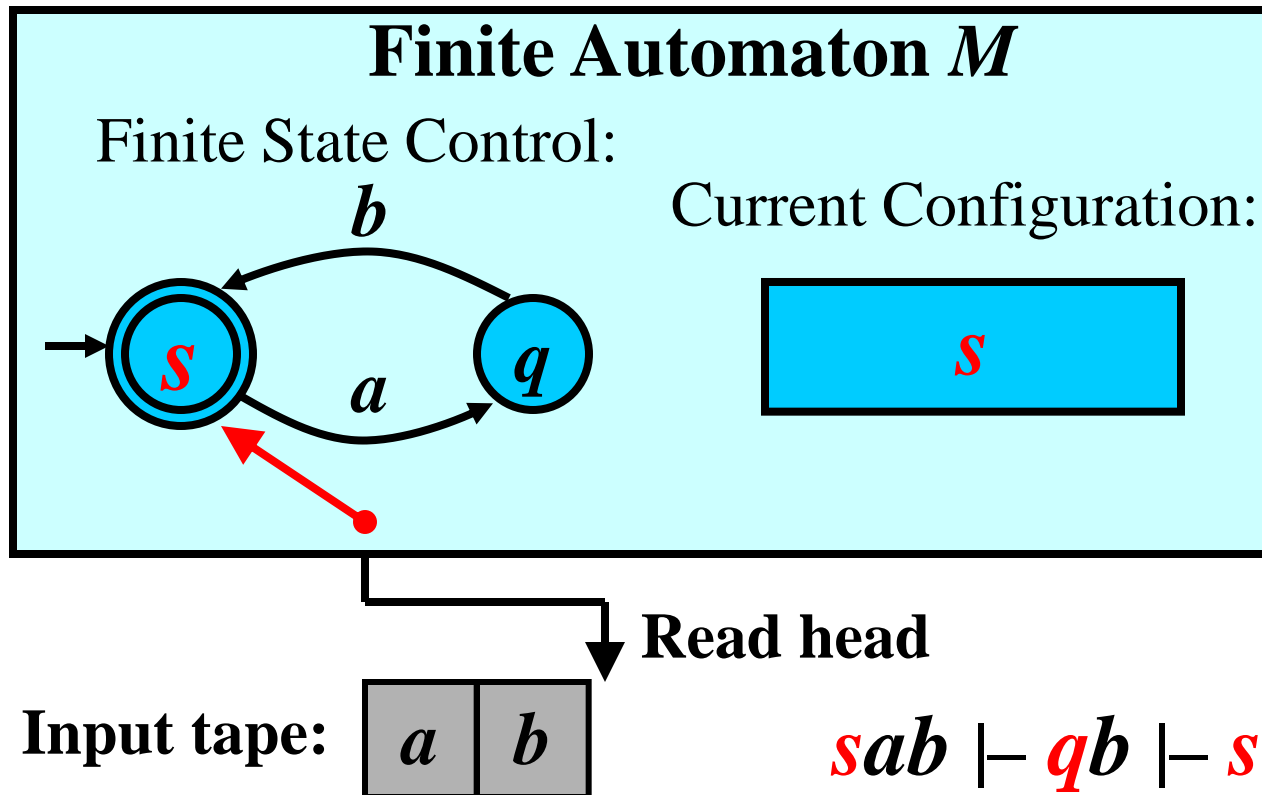 Finite Automaton M
Finite State Control:
Current Configuration:
b
s
q
s
a
Read head
Input tape:
a
b
sab |– qb |– s